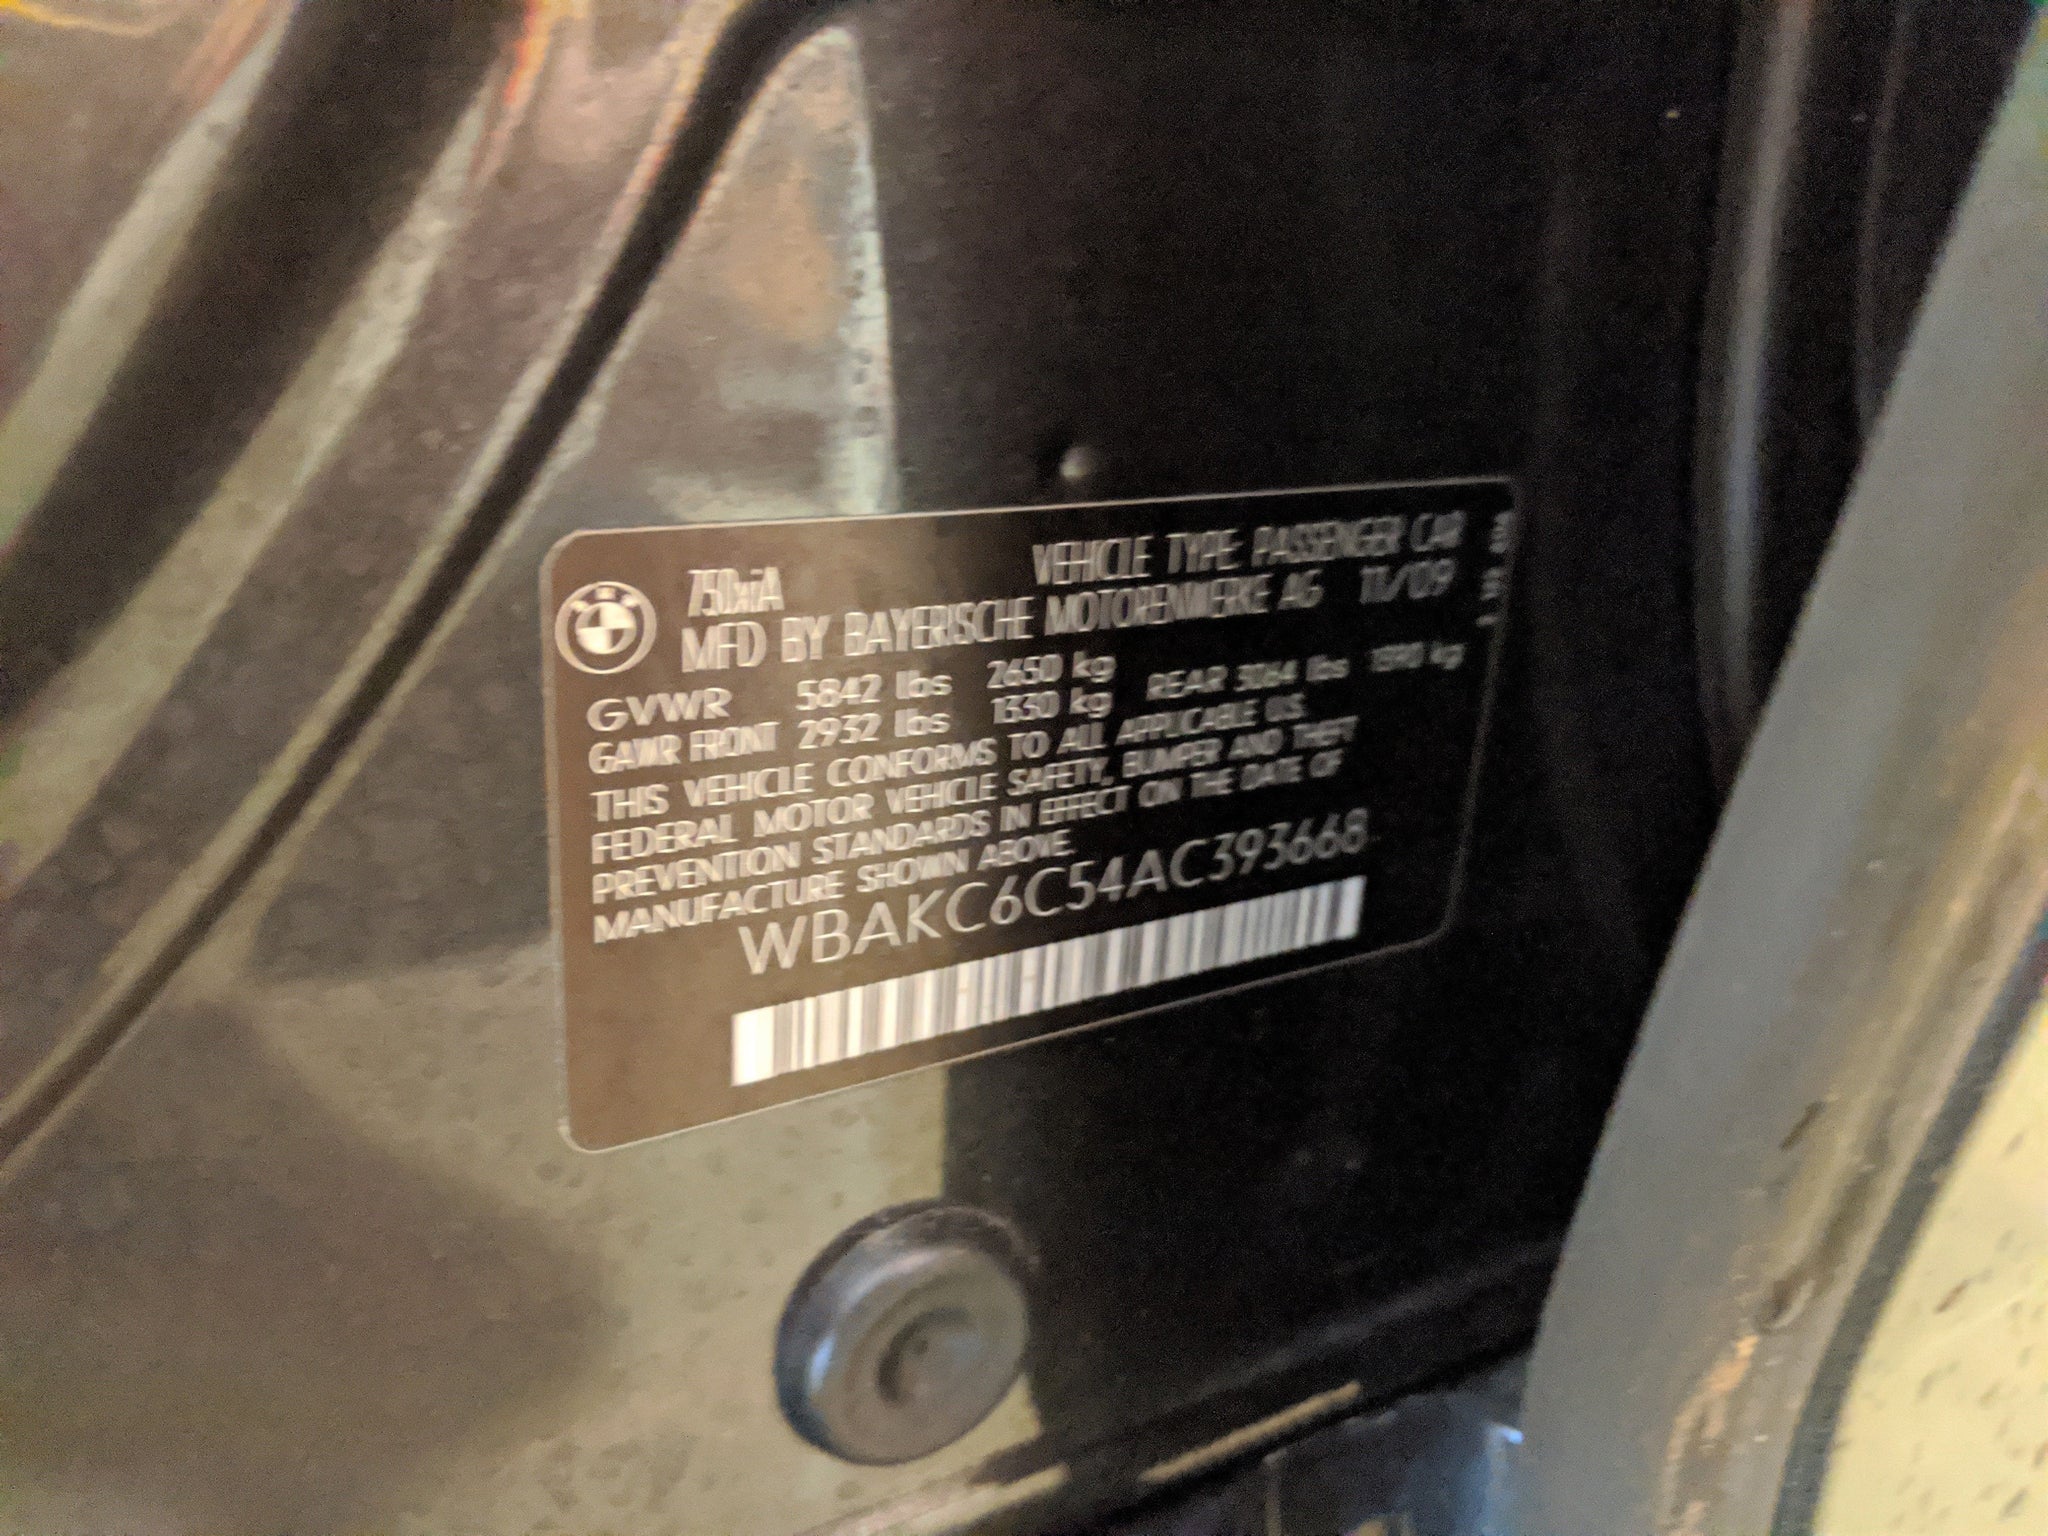 750xiA VEHICLE TYPE: PASSENGER CAR
MFD BY BAYERISCHE MOTORENWERKE AG 11/09
GVWR 5842 lbs 2650 kg
GAWR FRONT 2932 lbs 1330 kg REAR 3064 lbs 1390 kg
THIS VEHICLE CONFORMS TO ALL APPLICABLE U.S.
FEDERAL MOTOR VEHICLE SAFETY, BUMPER AND THEFT
PREVENTION STANDARDS IN EFFECT ON THE DATE OF
MANUFACTURE SHOWN ABOVE.
WBAKC6C54AC393668